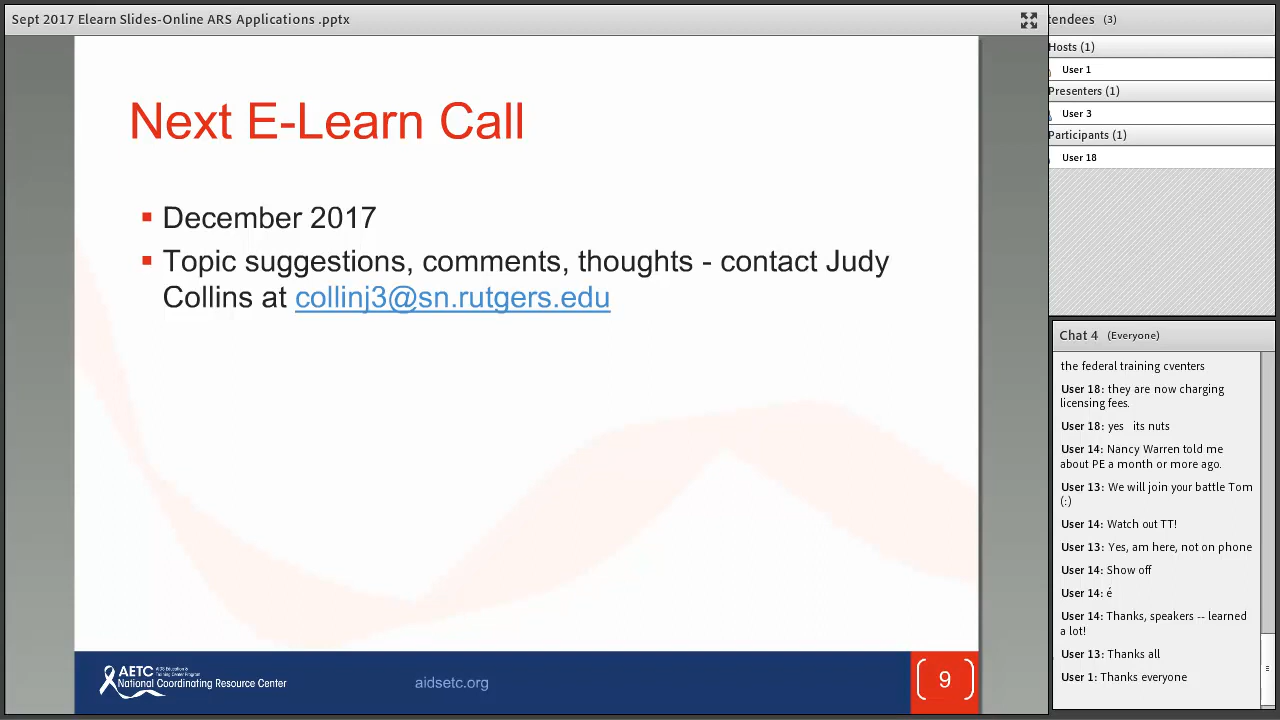 Sept 2017 Elearn Slides-Online ARS Applications .pptx
Next E-Learn Call
December 2017
Topic suggestions, comments, thoughts - contact Judy
Collins at collinj3@sn.rutgers.edu
AETC AIDS Education &
Training Center Program
National Coordinating Resource Center
aidsetc.org
9
tendees (3)
Hosts (1)
User 1
Presenters (1)
User 3
Participants (1)
User 18
Chat 4 (Everyone)
the federal training cventers
User 18: they are now charging
licensing fees.
User 18: yes its nuts
User 14: Nancy Warren told me
about PE a month or more ago.
User 13: We will join your battle Tom
(:)
User 14: Watch out TT!
User 13: Yes, am here, not on phone
User 14: Show off
User 14: é
User 14: Thanks, speakers -- learned
a lot!
User 13: Thanks all
User 1: Thanks everyone